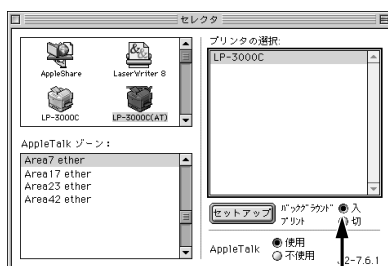 セレクタ
プリンタの選択:
LP-3000C
AppleShare
LaserWriter 8
LP-3000C
LP-3000C(AT)
AppleTalk ゾーン：
Area7 ether
Area17 ether
Area23 ether
Area42 ether
セットアップ
バックグラウンド
プリント
入
切
AppleTalk
使用
不使用
J2-7.6.1